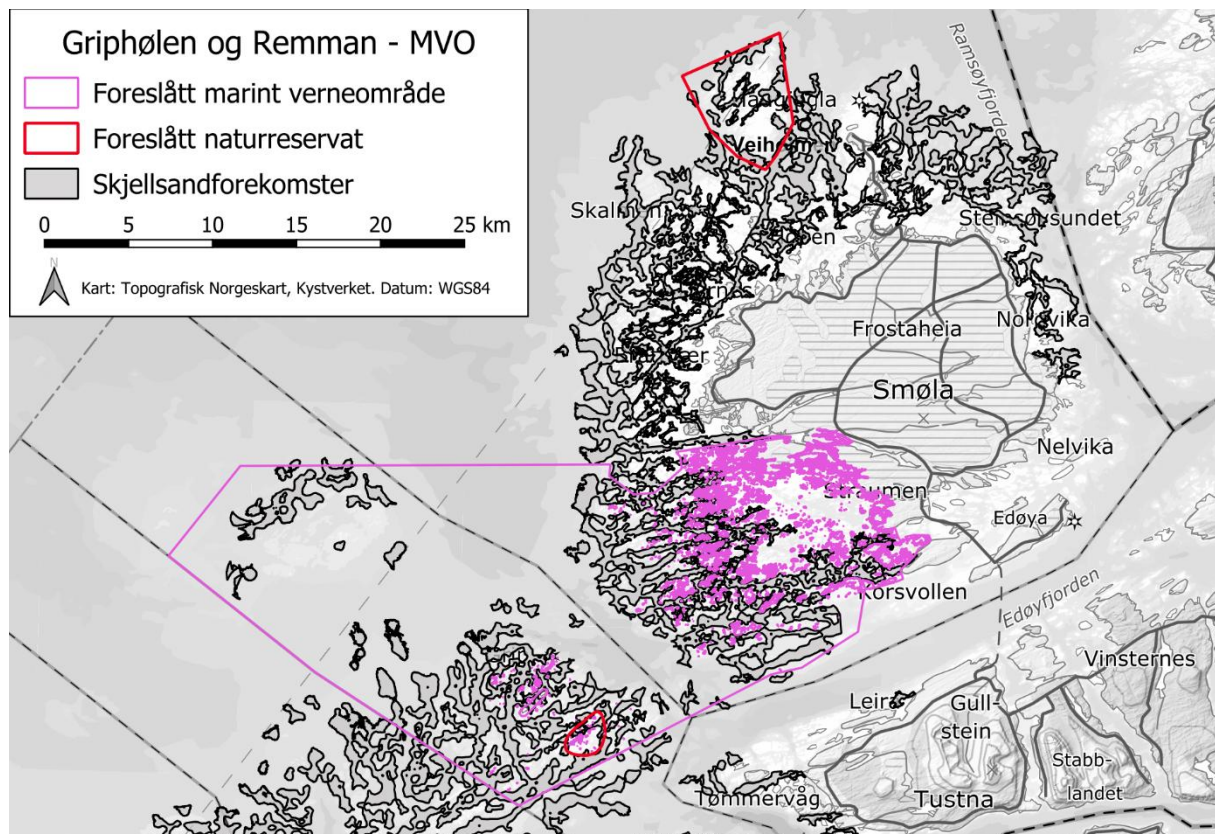 Griphølen og Remman - MVO
Foreslått marint verneområde
Foreslått naturreservat
Skjellsandforekomster
0 5 10 15 20 25 km
N
Kart: Topografisk Norgeskart, Kystverket. Datum: WGS84
Ramsøyfjorden
Veiholmen
Steinsørsundet
Frostaheia
Nordvika
Smøla
Nelvika
Straumen
Edøya
Korsvollen
Edøyfjorden
Vinsternes
Leira
Gull-
stein
Stabb-
landet
Tømmervåg
Tustna